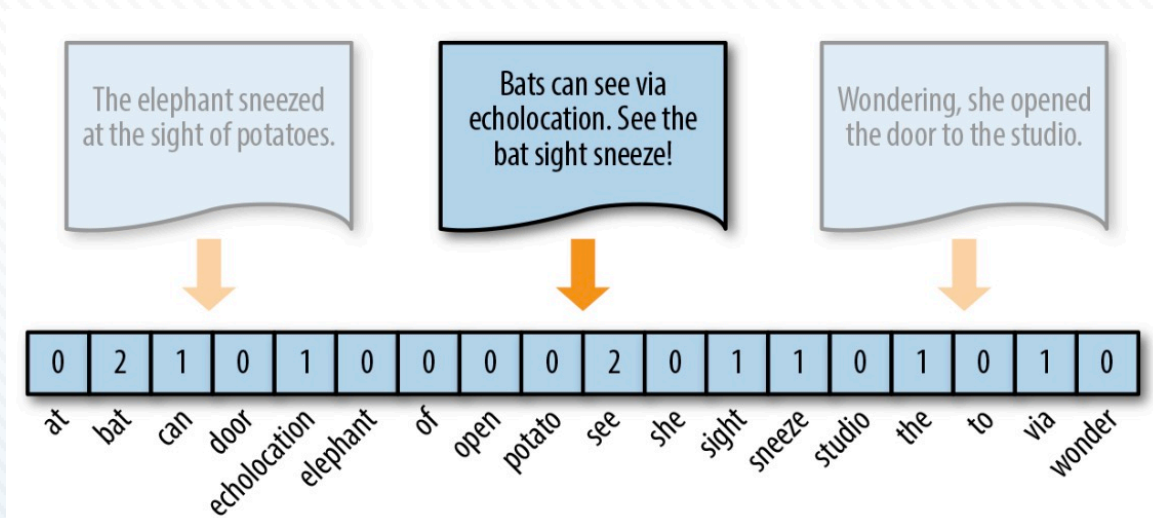 The elephant sneezed
at the sight of potatoes.
Bats can see via
echolocation. See the
bat sight sneeze!
Wondering, she opened
the door to the studio.
0 2 1 0 1 0 0 0 0 2 0 1 1 0 1 0 1 0
at bat can door echolocation elephant of open potato see she sight sneeze studio the to via wonder